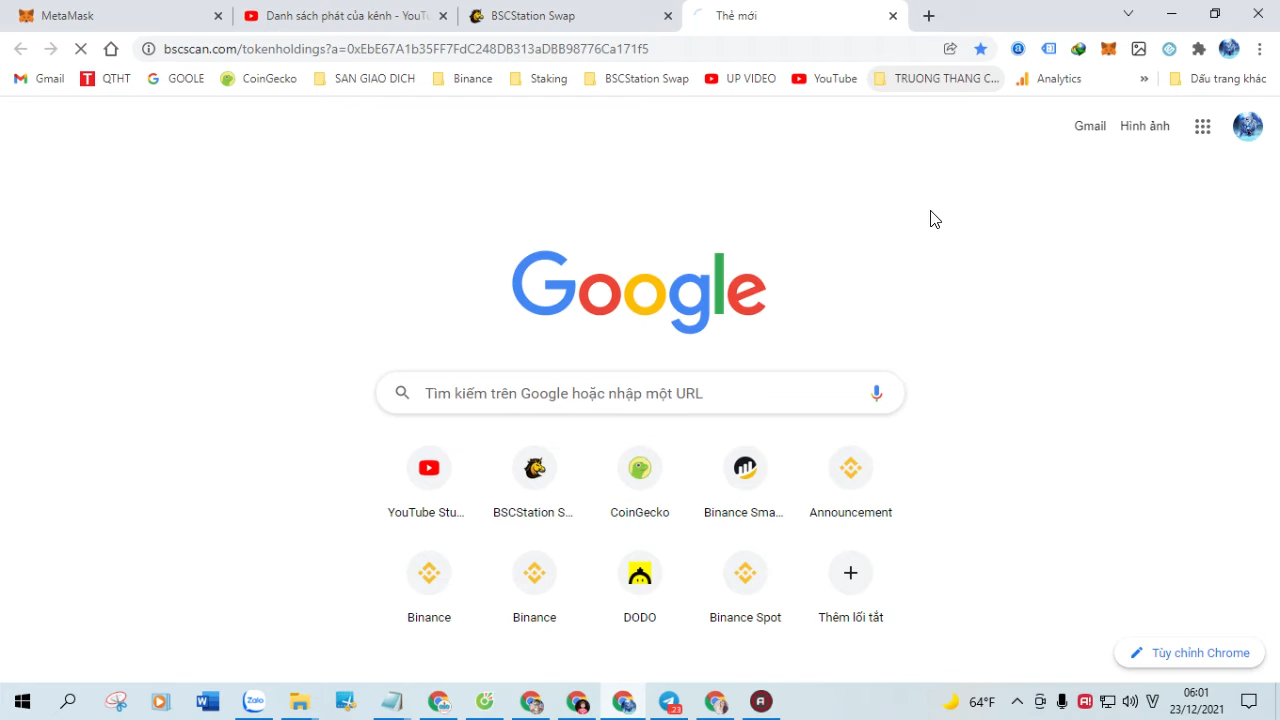 MetaMask
Danh sách phát của kênh - YouT
BSCStation Swap
Thẻ mới
bscscan.com/tokenholdings?a=0xEbE67A1b35FF7FdC248DB313aDBB98776Ca171f5
Gmail
QTHT
GOOLE
CoinGecko
SAN GIAO DICH
Binance
Staking
BSCStation Swap
UP VIDEO
YouTube
TRUONG THANG C...
Analytics
»
Dấu trang khác
Gmail
Hình ảnh
Google
Tìm kiếm trên Google hoặc nhập một URL
YouTube Stu...
BSCStation S...
CoinGecko
Binance Sma...
Announcement
Binance
Binance
DODO
Binance Spot
Thêm lối tắt
Tùy chỉnh Chrome
Zalo
23
64°F
06:01
23/12/2021